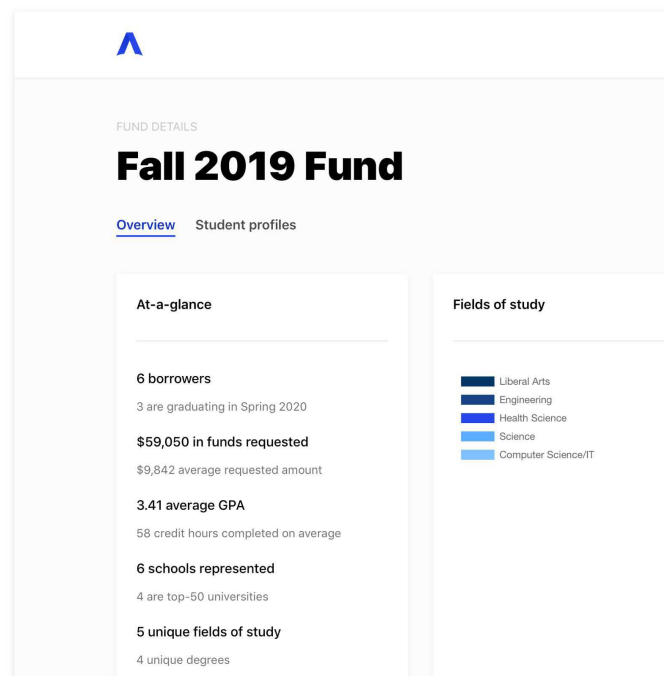 FUND DETAILS
Fall 2019 Fund
Overview Student profiles
At-a-glance
6 borrowers
3 are graduating in Spring 2020
$59,050 in funds requested
$9,842 average requested amount
3.41 average GPA
58 credit hours completed on average
6 schools represented
4 are top-50 universities
5 unique fields of study
4 unique degrees
Fields of study
Liberal Arts
Engineering
Health Science
Science
Computer Science/IT